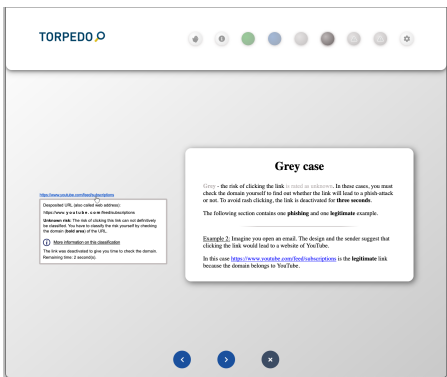 TORPEDO
https://www.youtube.com/feed/subscriptions
Deposited URL (also called web address):
https://www.youtube.com/feed/subscriptions
Unknown risk: The risk of clicking this link can not definitively
be classified. You have to classify the risk yourself by checking
the domain (bold area) of the URL.
More information on this classification
The link was deactivated to give you time to check the domain.
Remaining time: 2 second(s).
Grey case
Grey - the risk of clicking the link is rated as unknown. In these cases, you must
check the domain yourself to find out whether the link will lead to a phish-attack
or not. To avoid rash clicking, the link is deactivated for three seconds.
The following section contains one phishing and one legitimate example.
Example 2: Imagine you open an email. The design and the sender suggest that
clicking the link would lead to a website of YouTube.
In this case https://www.youtube.com/feed/subscriptions is the legitimate link
because the domain belongs to YouTube.